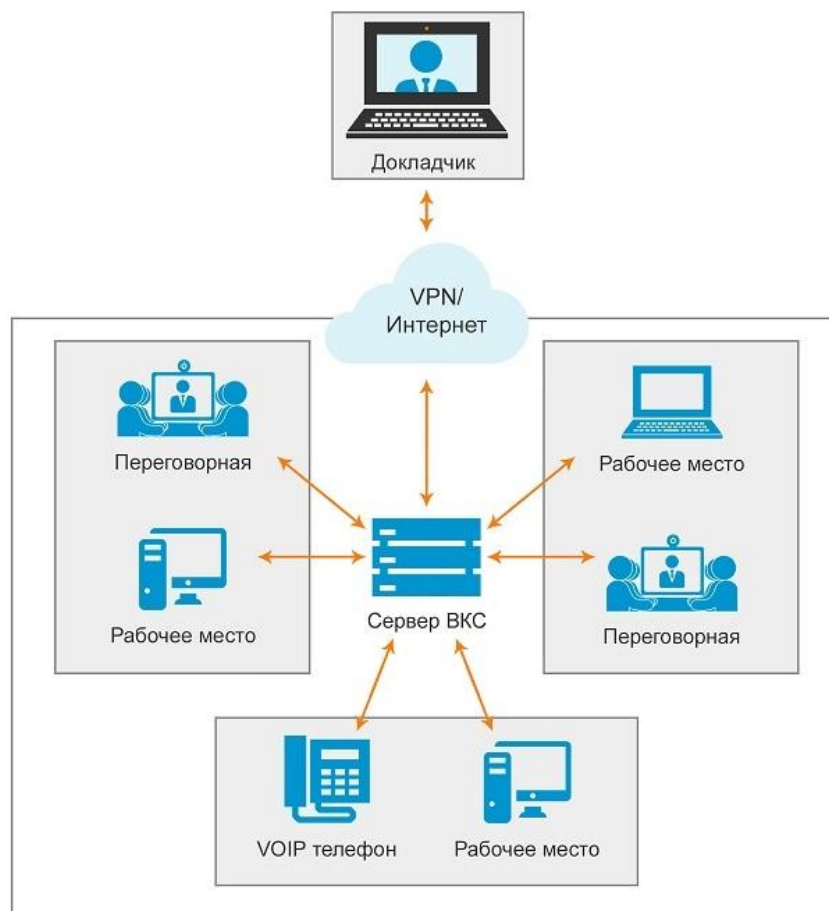 Докладчик
VPN/
Интернет
Переговорная
Рабочее место
Рабочее место
Переговорная
Сервер ВКС
VOIP телефон
Рабочее место